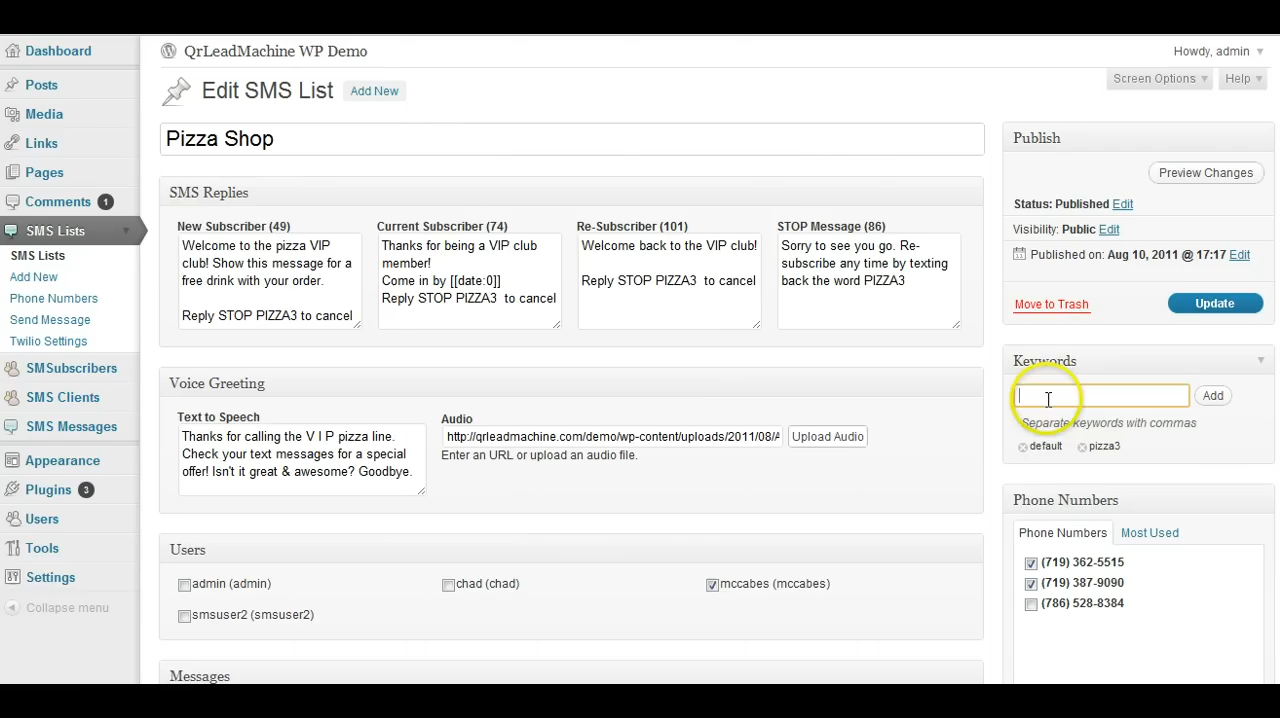 Dashboard
Posts
Media
Links
Pages
Comments 1
SMS Lists
SMS Lists
Add New
Phone Numbers
Send Message
Twilio Settings
SMSubscribers
SMS Clients
SMS Messages
Appearance
Plugins 3
Users
Tools
Settings
Collapse menu
QrLeadMachine WP Demo
Howdy, admin
Screen Options
Help
Edit SMS List
Add New
Pizza Shop
SMS Replies
New Subscriber (49)
Welcome to the pizza VIP
club! Show this message for a
free drink with your order.
Reply STOP PIZZA3 to cancel
Current Subscriber (74)
Thanks for being a VIP club
member!
Come in by [[date:0]]
Reply STOP PIZZA3 to cancel
Re-Subscriber (101)
Welcome back to the VIP club!
Reply STOP PIZZA3 to cancel
STOP Message (86)
Sorry to see you go. Re-
subscribe any time by texting
back the word PIZZA3
Voice Greeting
Text to Speech
Thanks for calling the V I P pizza line.
Check your text messages for a special
offer! Isn't it great & awesome? Goodbye.
Audio
http://qrleadmachine.com/demo/wp-content/uploads/2011/08/A
Upload Audio
Enter an URL or upload an audio file.
Users
admin (admin)
chad (chad)
mccabes (mccabes)
smsuser2 (smsuser2)
Messages
Publish
Preview Changes
Status: Published Edit
Visibility: Public Edit
Published on: Aug 10, 2011 @ 17:17 Edit
Move to Trash
Update
Keywords
Add
Separate keywords with commas
default
pizza3
Phone Numbers
Phone Numbers
Most Used
(719) 362-5515
(719) 387-9090
(786) 528-8384